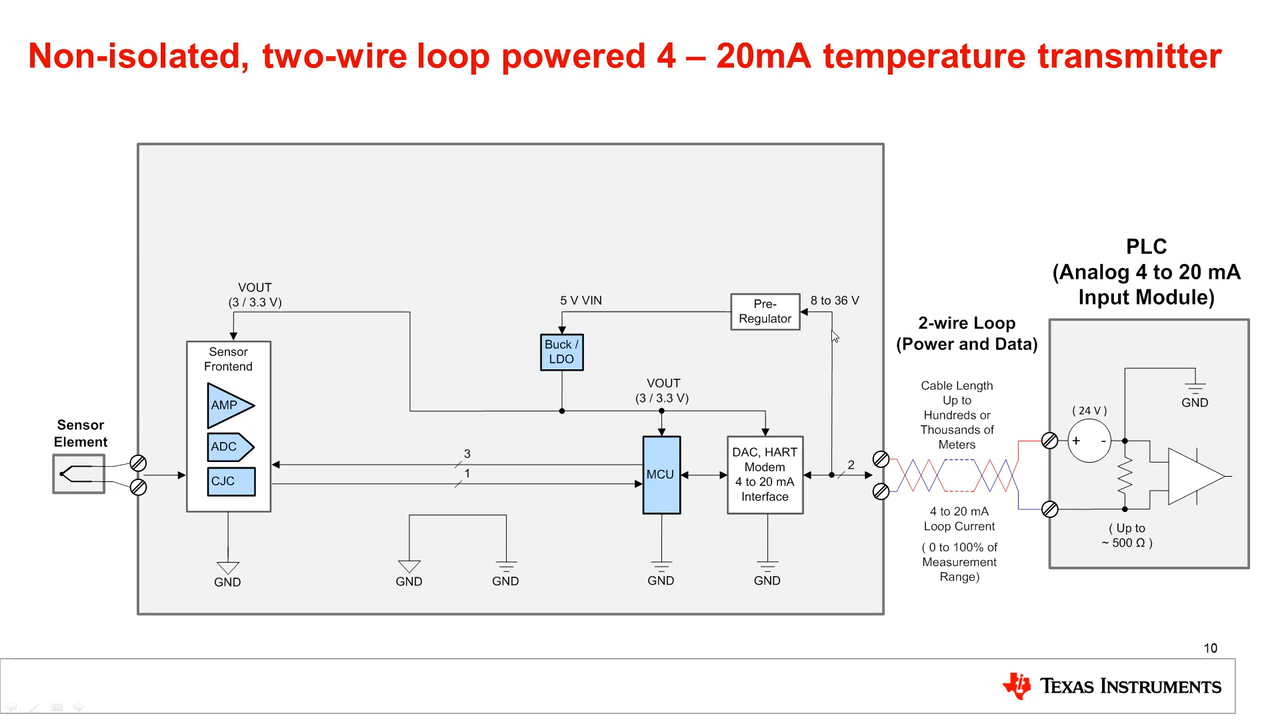 Non-isolated, two-wire loop powered 4 – 20mA temperature transmitter
PLC
(Analog 4 to 20 mA
Input Module)
VOUT
(3 / 3.3 V)
5 V VIN
Pre-
Regulator
8 to 36 V
2-wire Loop
(Power and Data)
Sensor
Frontend
AMP
ADC
CJC
Buck /
LDO
VOUT
(3 / 3.3 V)
Cable Length
Up to
Hundreds or
Thousands of
Meters
( 24 V )
+ -
GND
Sensor
Element
3
1
MCU
DAC, HART
Modem
4 to 20 mA
Interface
2
4 to 20 mA
Loop Current
( 0 to 100% of
Measurement
Range)
( Up to
~ 500 Ω )
GND
GND
GND
GND
GND
10
TEXAS INSTRUMENTS